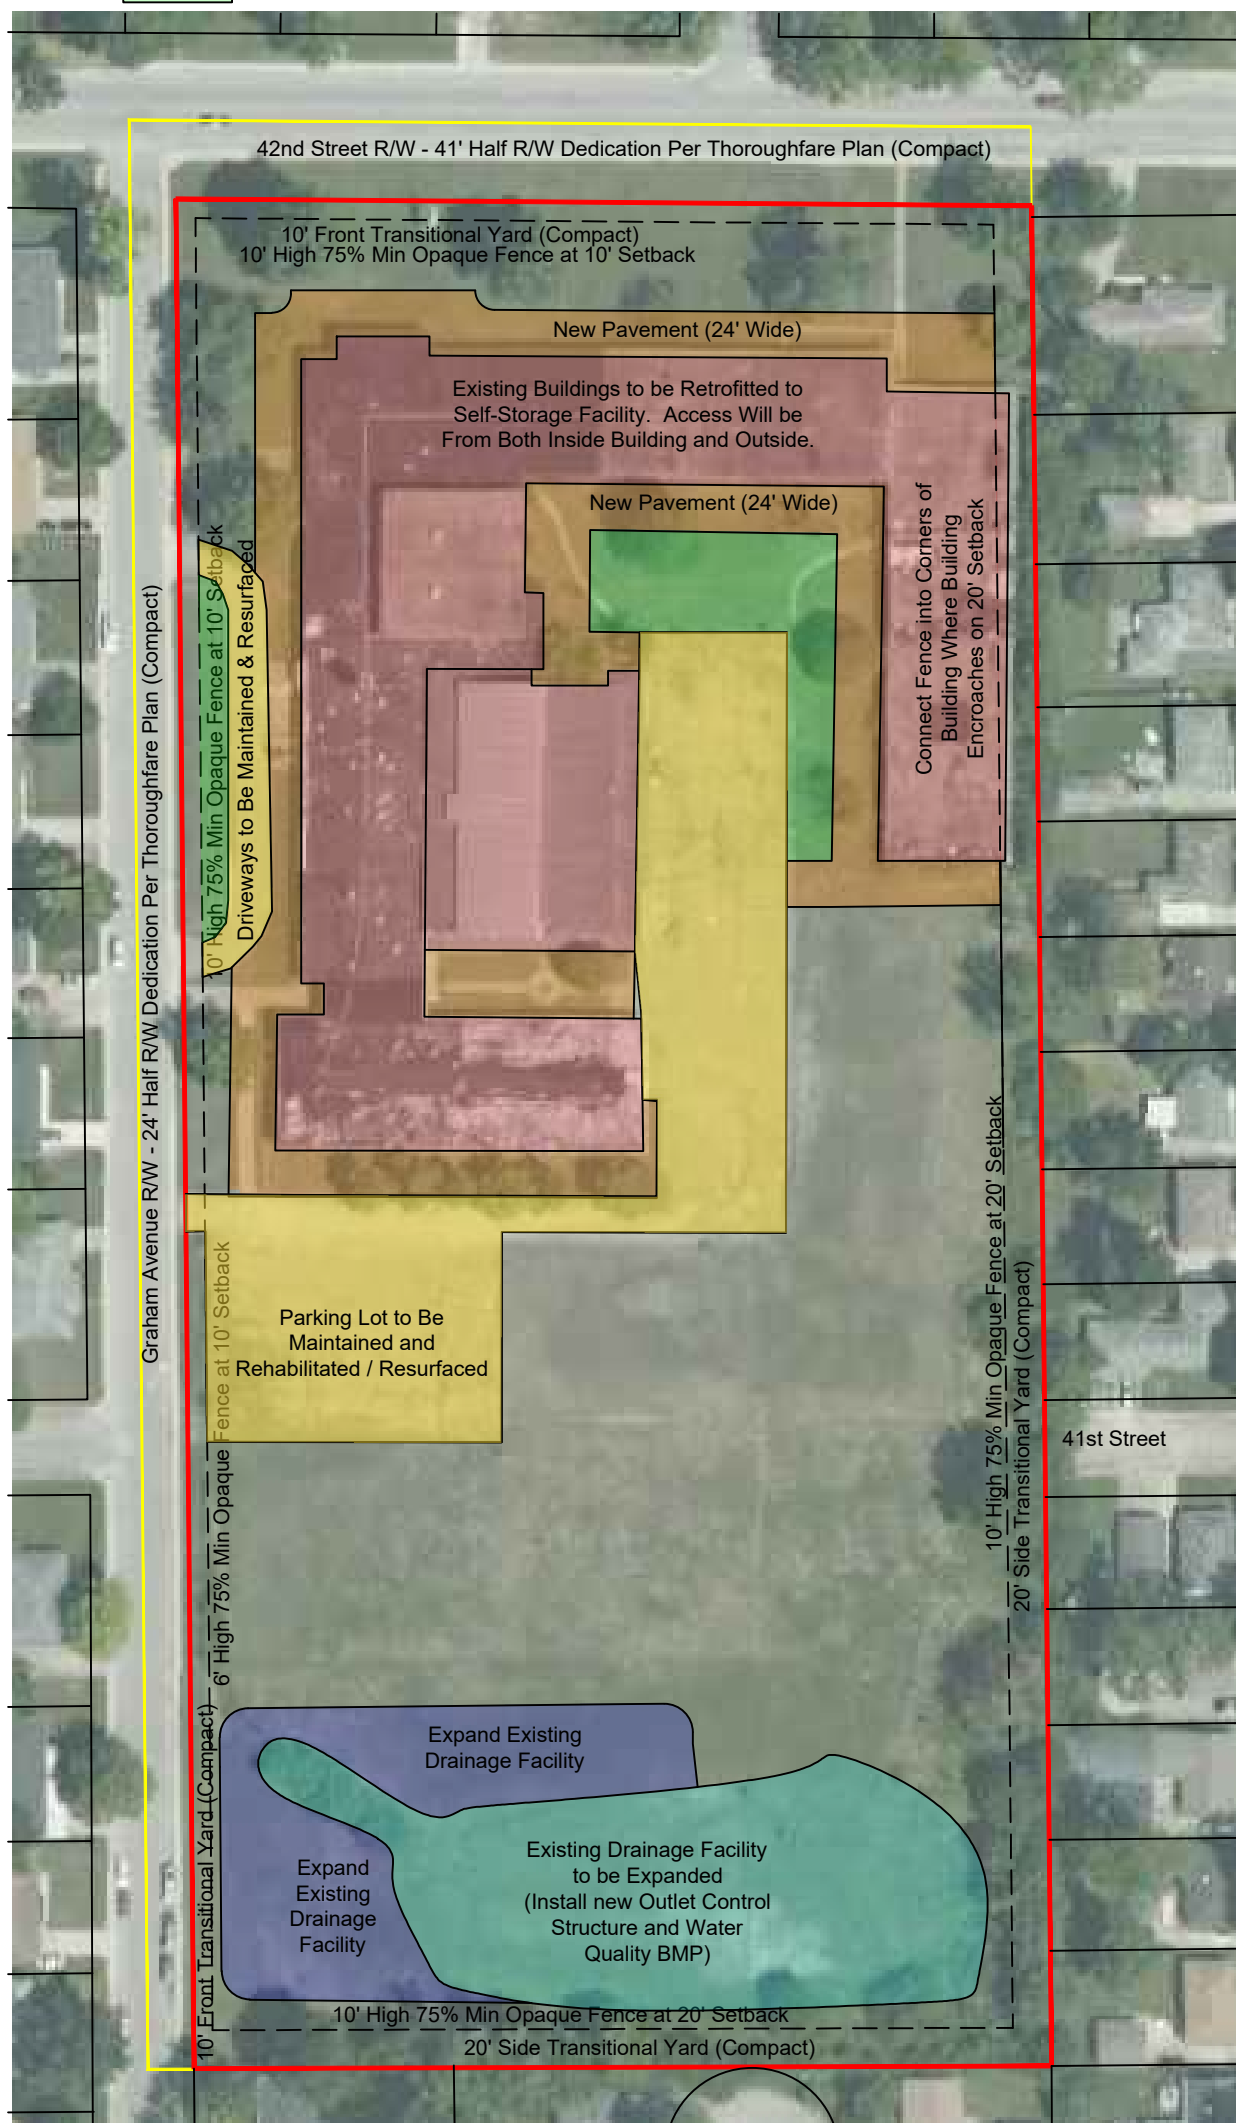 42nd Street R/W - 41' Half R/W Dedication Per Thoroughfare Plan (Compact)
10' Front Transitional Yard (Compact)
10' High 75% Min Opaque Fence at 10' Setback
New Pavement (24' Wide)
Existing Buildings to be Retrofitted to
Self-Storage Facility.  Access Will be
From Both Inside Building and Outside.
New Pavement (24' Wide)
Connect Fence into Corners of
Building Where Building
Encroaches on 20' Setback
10' High 75% Min Opaque Fence at 10' Setback
Driveways to Be Maintained & Resurfaced
Graham Avenue R/W - 24' Half R/W Dedication Per Thoroughfare Plan (Compact)
Parking Lot to Be
Maintained and
Rehabilitated / Resurfaced
6' High 75% Min Opaque Fence at 10' Setback
10' High 75% Min Opaque Fence at 20' Setback
20' Side Transitional Yard (Compact)
41st Street
10' Front Transitional Yard (Compact)
Expand Existing
Drainage Facility
Expand
Existing
Drainage
Facility
Existing Drainage Facility
to be Expanded
(Install new Outlet Control
Structure and Water
Quality BMP)
10' High 75% Min Opaque Fence at 20' Setback
20' Side Transitional Yard (Compact)